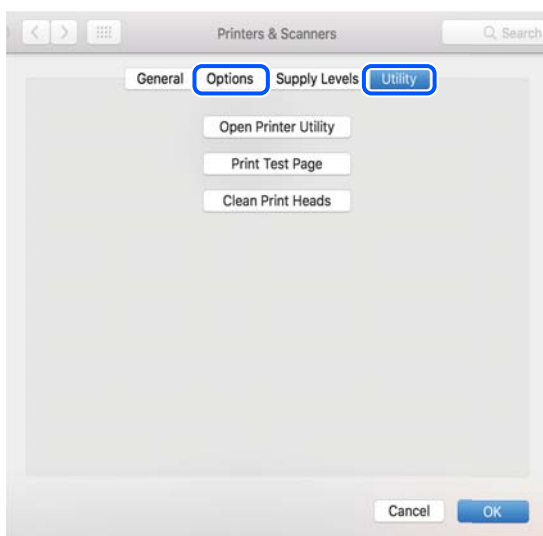 Printers & Scanners
Search
General Options Supply Levels Utility
Open Printer Utility
Print Test Page
Clean Print Heads
Cancel OK